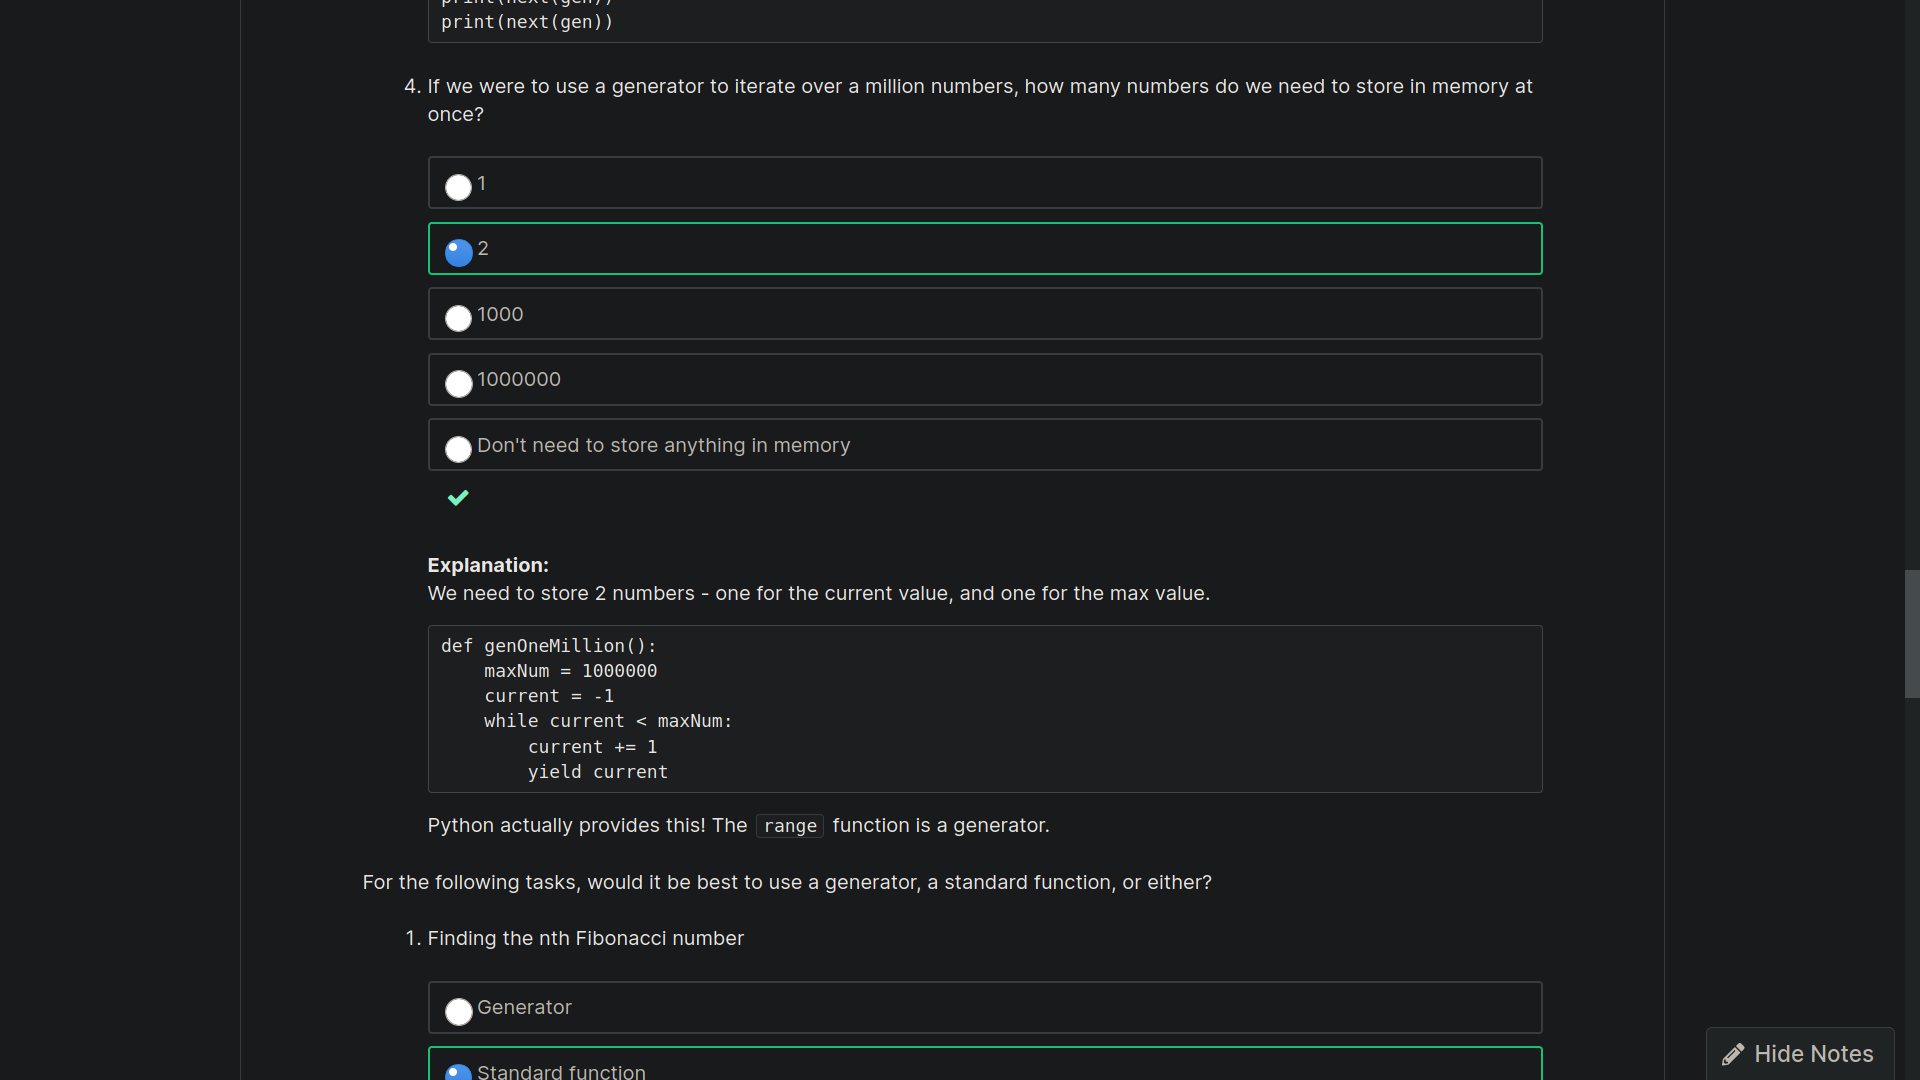 print(next(gen))
print(next(gen))
4. If we were to use a generator to iterate over a million numbers, how many numbers do we need to store in memory at
once?
1
2
1000
1000000
Don't need to store anything in memory
Explanation:
We need to store 2 numbers - one for the current value, and one for the max value.
def genOneMillion():
    maxNum = 1000000
    current = -1
    while current < maxNum:
        current += 1
        yield current
Python actually provides this! The range function is a generator.
For the following tasks, would it be best to use a generator, a standard function, or either?
1. Finding the nth Fibonacci number
Generator
Standard function
Hide Notes